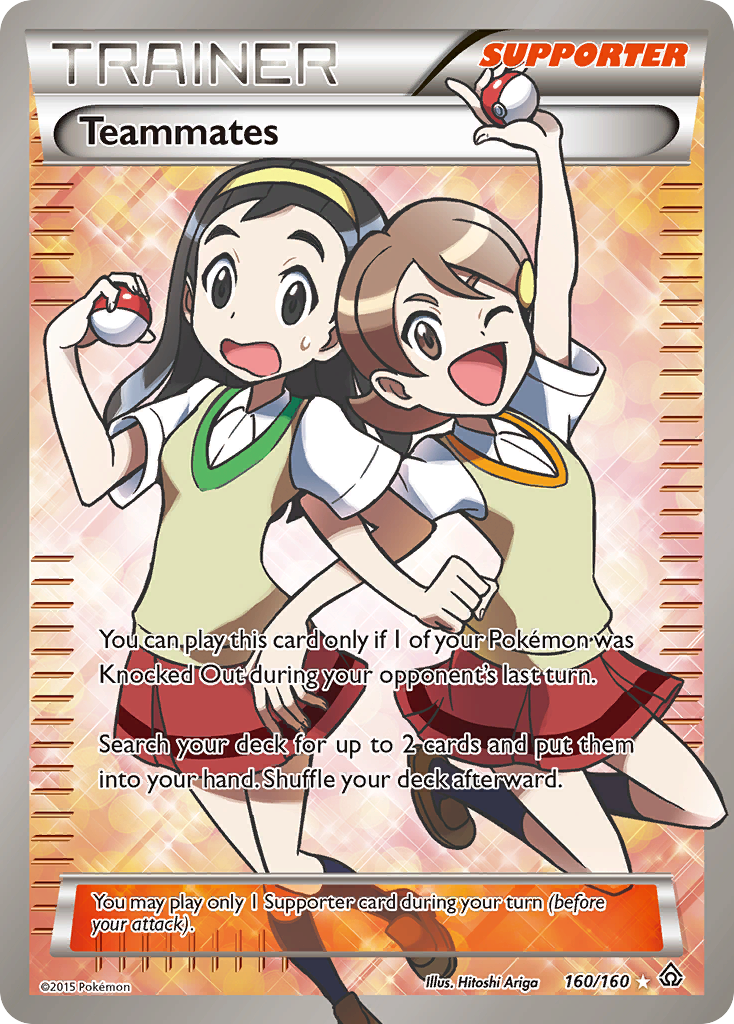 TRAINER
SUPPORTER
Teammates
You can play this card only if 1 of your Pokémon was
Knocked Out during your opponent's last turn.
Search your deck for up to 2 cards and put them
into your hand. Shuffle your deck afterward.
You may play only 1 Supporter card during your turn (before
your attack).
©2015 Pokémon
Illus. Hitoshi Ariga
160/160